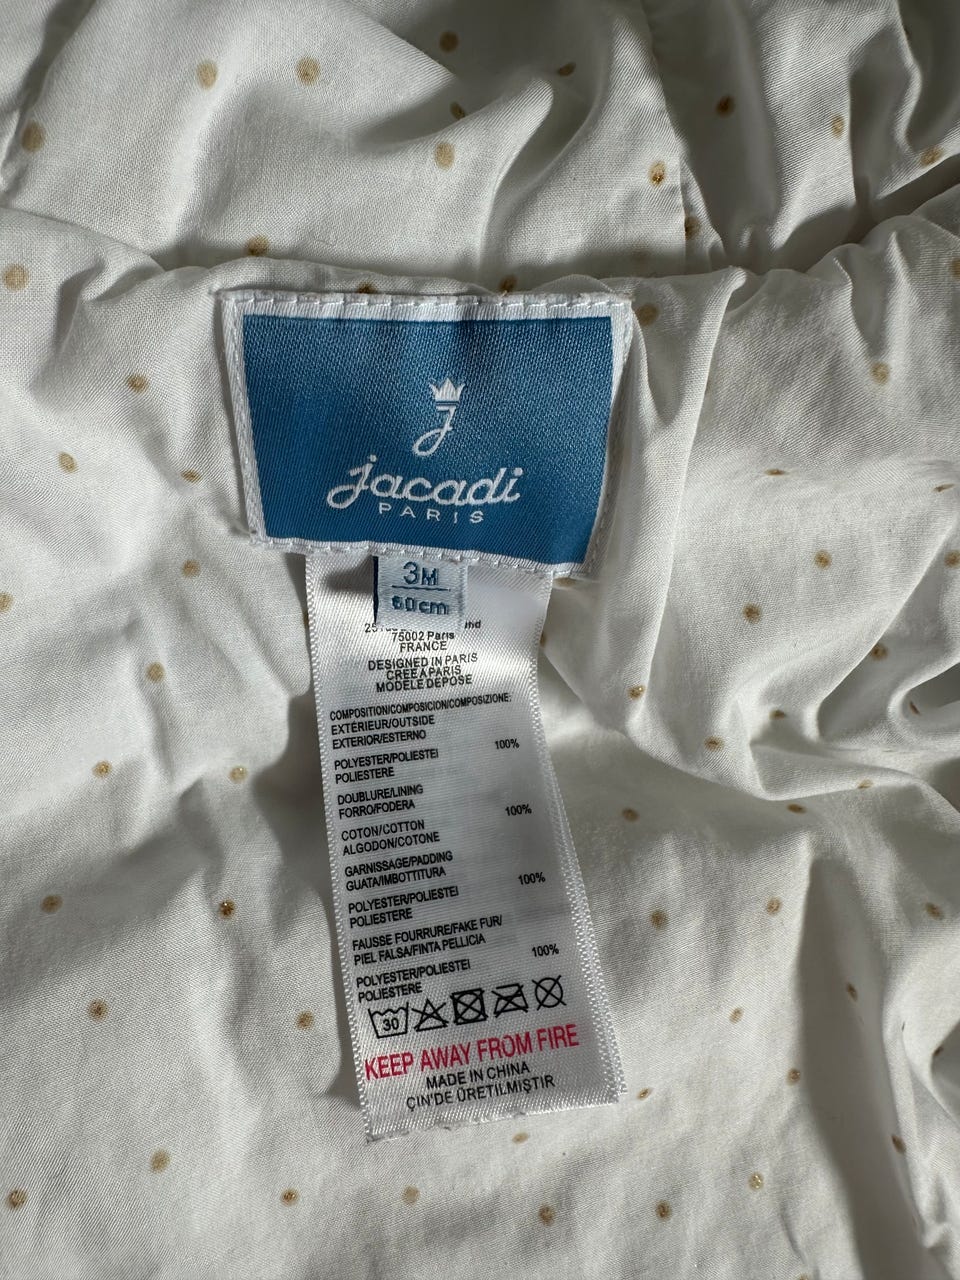 J
jacadi
PARIS
3M
60cm
75002 Paris
FRANCE
DESIGNED IN PARIS
CREE A PARIS
MODELE DEPOSE
COMPOSITION/COMPOSICION/COMPOSIZIONE:
EXTÉRIEUR/OUTSIDE
EXTERIOR/ESTERNO
POLYESTER/POLIESTEI 100%
POLIESTERE
DOUBLURE/LINING
FORRO/FODERA
COTON/COTTON 100%
ALGODON/COTONE
GARNISSAGE/PADDING
GUATA/IMBOTTITURA
POLYESTER/POLIESTEI 100%
POLIESTERE
FAUSSE FOURRURE/FAKE FUR/
PIEL FALSA/FINTA PELLICIA
POLYESTER/POLIESTEI 100%
POLIESTERE
30
KEEP AWAY FROM FIRE
MADE IN CHINA
ÇIN'DE ÜRETILMIŞTIR